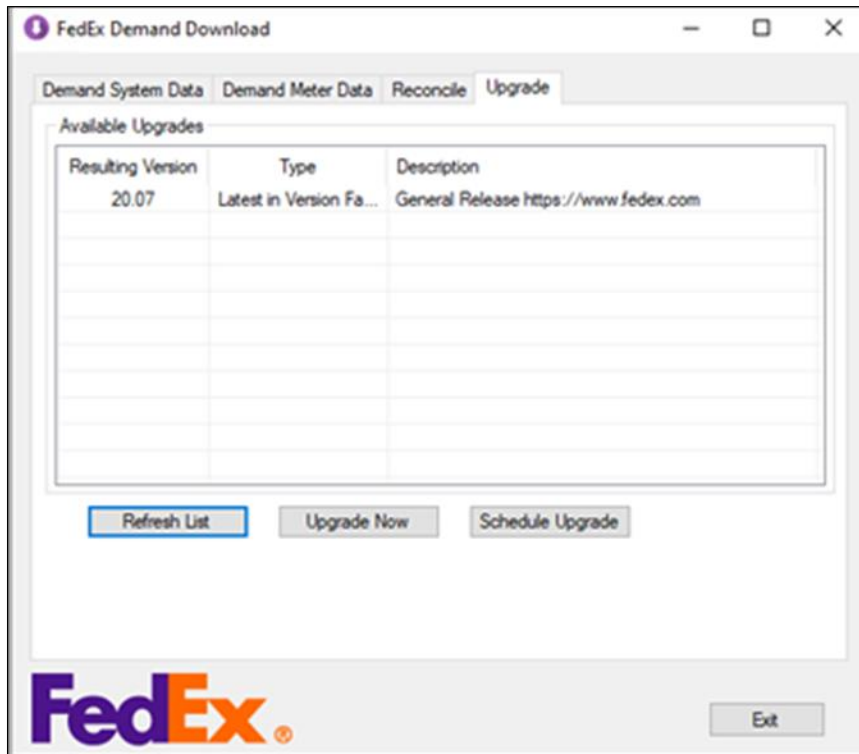 FedEx Demand Download
Demand System Data Demand Meter Data Reconcile Upgrade
Available Upgrades
Resulting Version Type Description
20.07 Latest in Version Fa... General Release https://www.fedex.com
Refresh List Upgrade Now Schedule Upgrade
FedEx®
Exit